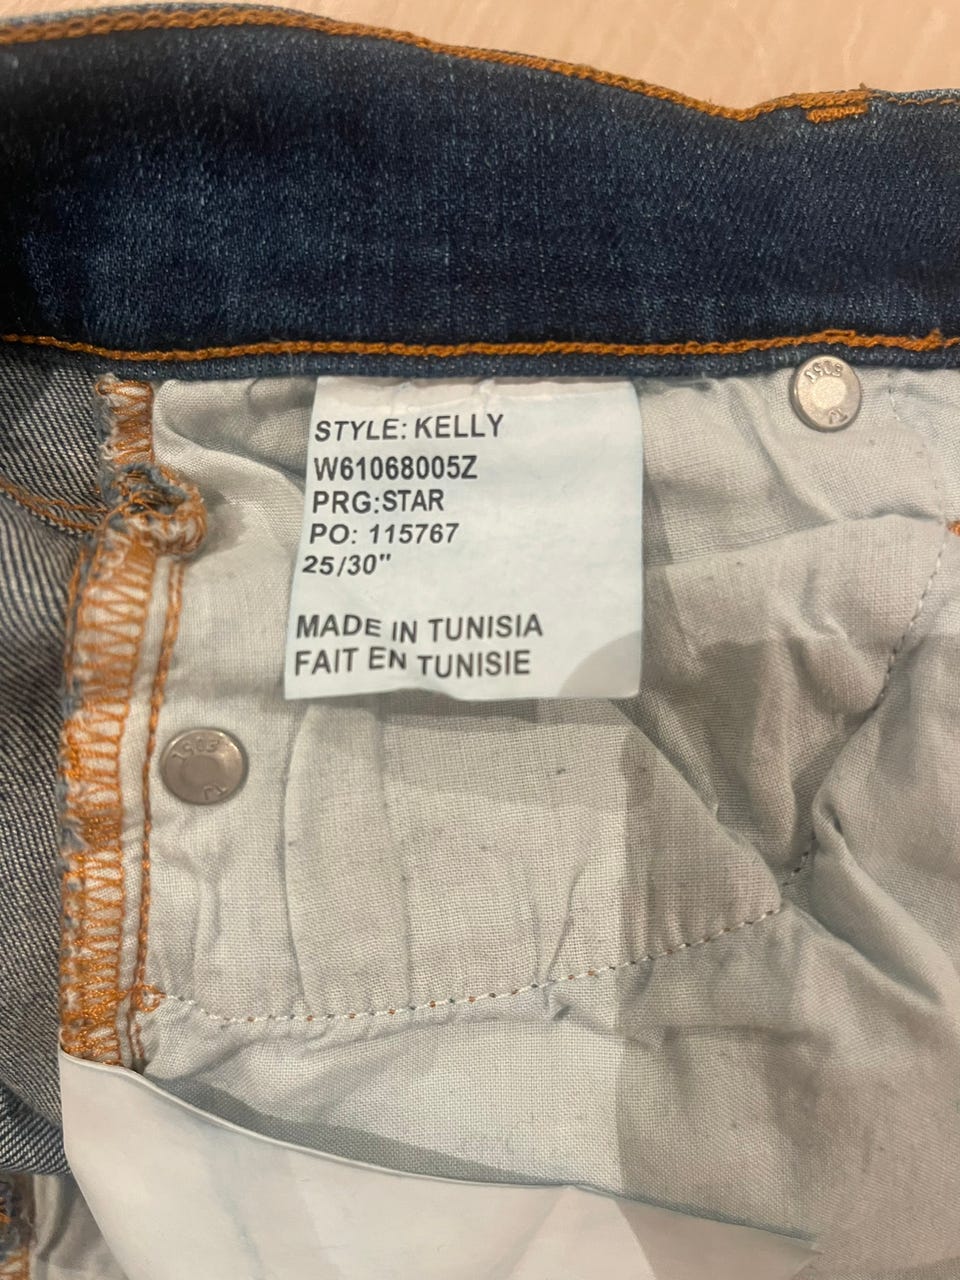 STYLE: KELLY
W61068005Z
PRG:STAR
PO: 115767
25/30"
MADE IN TUNISIA
FAIT EN TUNISIE